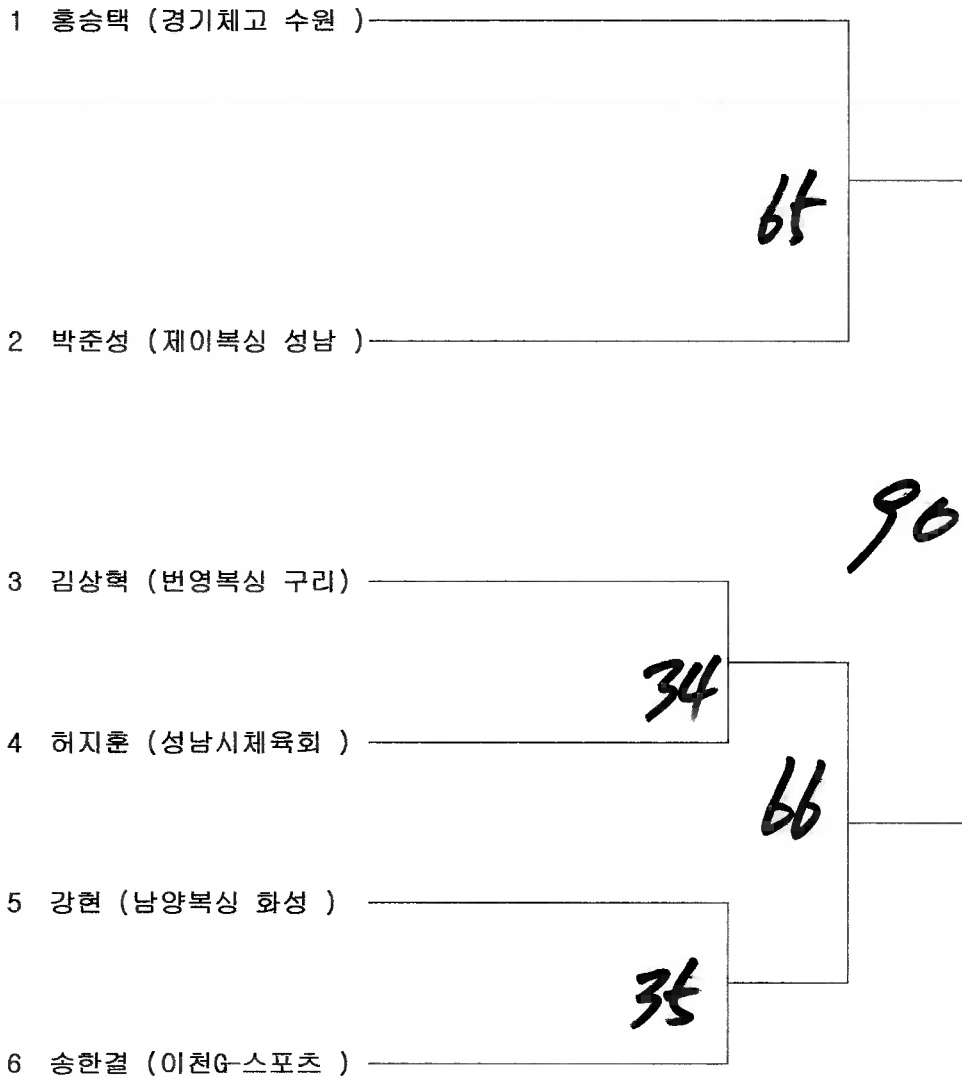 1 홍승택 (경기체고 수원 )
65
2 박준성 (제이복싱 성남 )
90
3 김상혁 (번영복싱 구리)
34
4 허지훈 (성남시체육회 )
66
5 강현 (남양복싱 화성 )
35
6 송한결 (이천G-스포츠 )